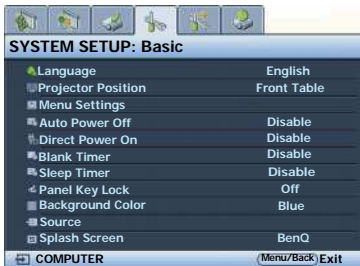 SYSTEM SETUP: Basic
Language English
Projector Position Front Table
Menu Settings
Auto Power Off Disable
Direct Power On Disable
Blank Timer Disable
Sleep Timer Disable
Panel Key Lock Off
Background Color Blue
Source
Splash Screen BenQ
COMPUTER Menu/Back Exit